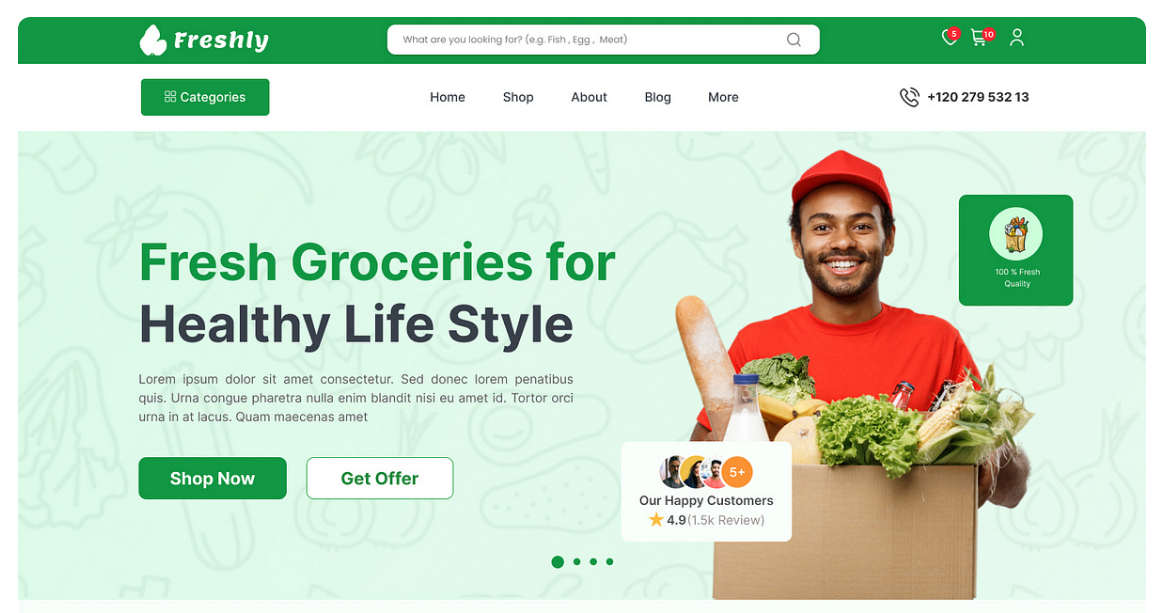 Freshly
What are you looking for? (e.g. Fish , Egg , Meat)
5
10
Categories
Home
Shop
About
Blog
More
+120 279 532 13
Fresh Groceries for
Healthy Life Style
Lorem ipsum dolor sit amet consectetur. Sed donec lorem penatibus
quis. Urna congue pharetra nulla enim blandit nisi eu amet id. Tortor orci
urna in at lacus. Quam maecenas amet
Shop Now
Get Offer
100 % Fresh
Quality
5+
Our Happy Customers
4.9(1.5k Review)